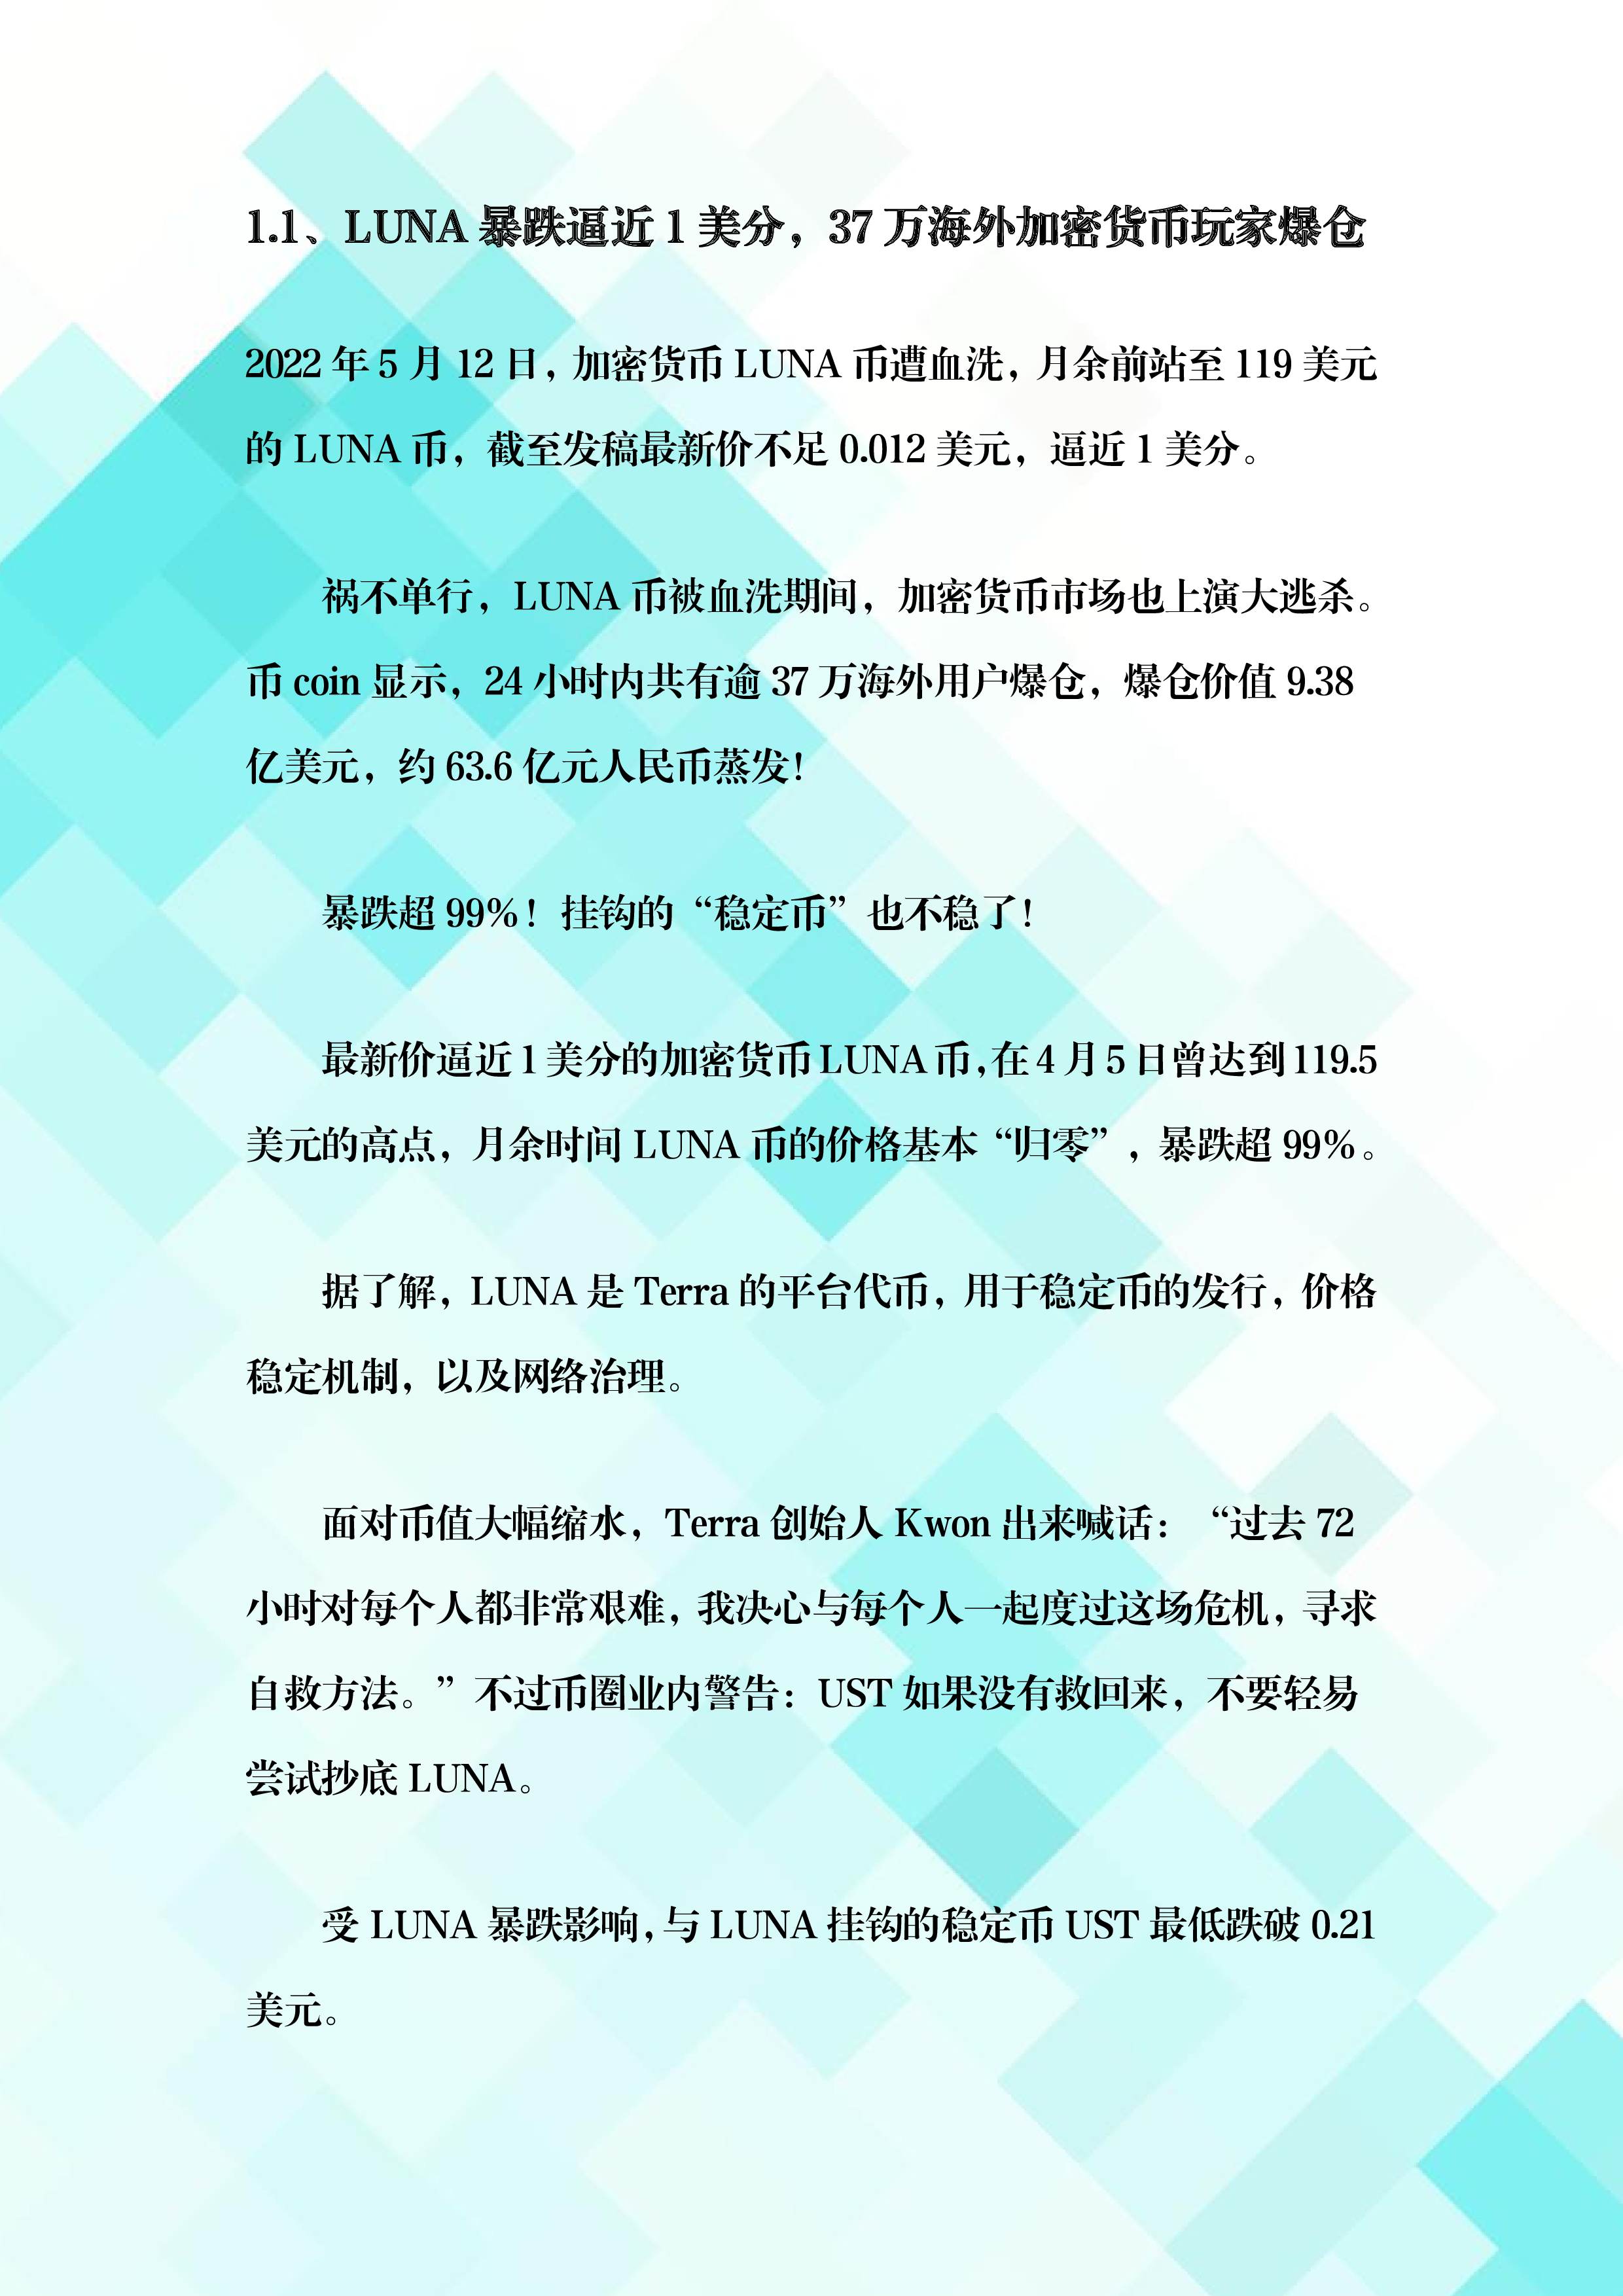 1.1、LUNA 暴跌逼近 1 美分，37 万海外加密货币玩家爆仓
2022 年 5 月 12 日，加密货币 LUNA 币遭血洗，月余前站至 119 美元
的 LUNA 币，截至发稿最新价不足 0.012 美元，逼近 1 美分。
祸不单行，LUNA 币被血洗期间，加密货币市场也上演大逃杀。
币 coin 显示，24 小时内共有逾 37 万海外用户爆仓，爆仓价值 9.38
亿美元，约 63.6 亿元人民币蒸发！
暴跌超 99%！挂钩的“稳定币”也不稳了！
最新价逼近 1 美分的加密货币 LUNA 币，在 4 月 5 日曾达到 119.5
美元的高点，月余时间 LUNA 币的价格基本“归零”，暴跌超 99%。
据了解，LUNA 是 Terra 的平台代币，用于稳定币的发行，价格
稳定机制，以及网络治理。
面对币值大幅缩水，Terra 创始人 Kwon 出来喊话：“过去 72
小时对每个人都非常艰难，我决心与每个人一起度过这场危机，寻求
自救方法。”不过币圈业内警告：UST 如果没有救回来，不要轻易
尝试抄底 LUNA。
受 LUNA 暴跌影响，与 LUNA 挂钩的稳定币 UST 最低跌破 0.21
美元。